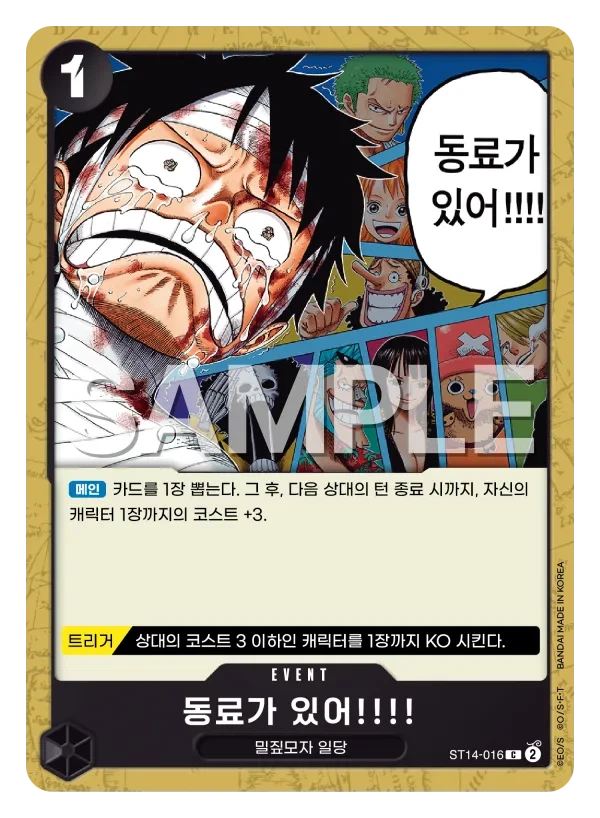 1
동료가
있어!!!!
SAMPLE
메인 카드를 1장 뽑는다. 그 후, 다음 상대의 턴 종료 시까지, 자신의
캐릭터 1장까지의 코스트 +3.
트리거 상대의 코스트 3 이하인 캐릭터를 1장까지 KO 시킨다.
EVENT
동료가 있어!!!!
밀짚모자 일당
ST14-016 C 2
©EO/S ©O/S·F·T BANDAI MADE IN KOREA